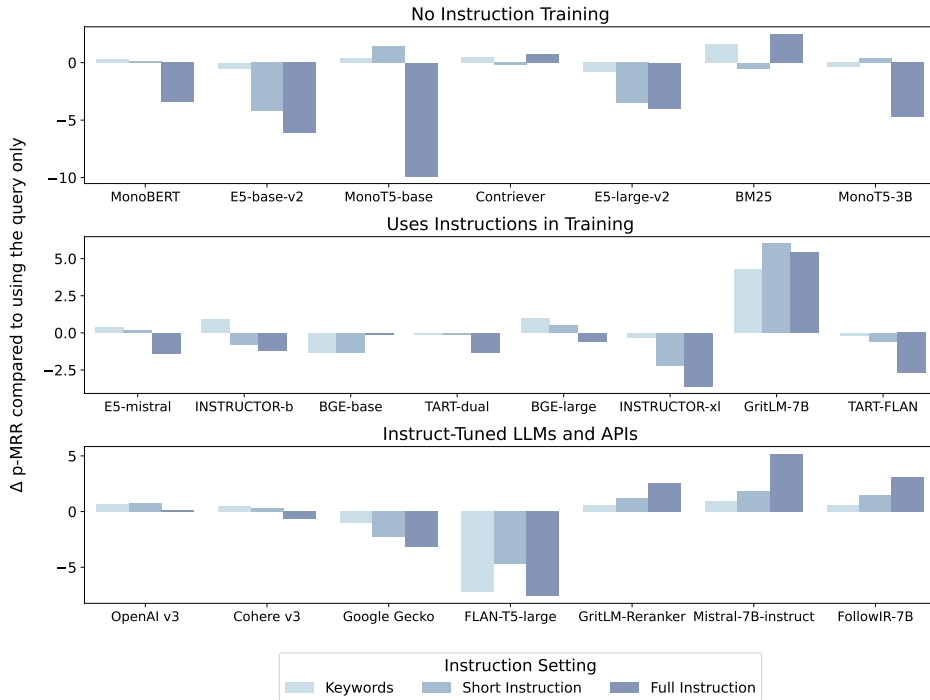 No Instruction Training
0
−5
−10
MonoBERT E5-base-v2 MonoT5-base Contriever E5-large-v2 BM25 MonoT5-3B
Δ p-MRR compared to using the query only
Uses Instructions in Training
5.0
2.5
0.0
−2.5
E5-mistral INSTRUCTOR-b BGE-base TART-dual BGE-large INSTRUCTOR-xl GritLM-7B TART-FLAN
Instruct-Tuned LLMs and APIs
5
0
−5
OpenAI v3 Cohere v3 Google Gecko FLAN-T5-large GritLM-Reranker Mistral-7B-instruct FollowIR-7B
Instruction Setting
Keywords Short Instruction Full Instruction